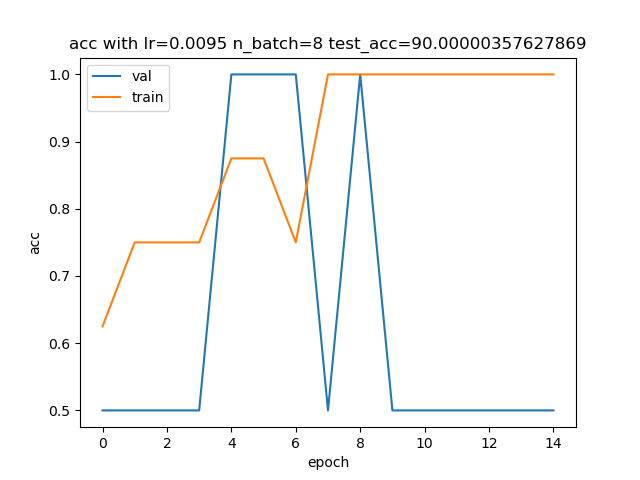 acc with lr=0.0095 n_batch=8 test_acc=90.00000357627869
val
train
1.0
0.9
0.8
0.7
0.6
0.5
acc
0 2 4 6 8 10 12 14
epoch